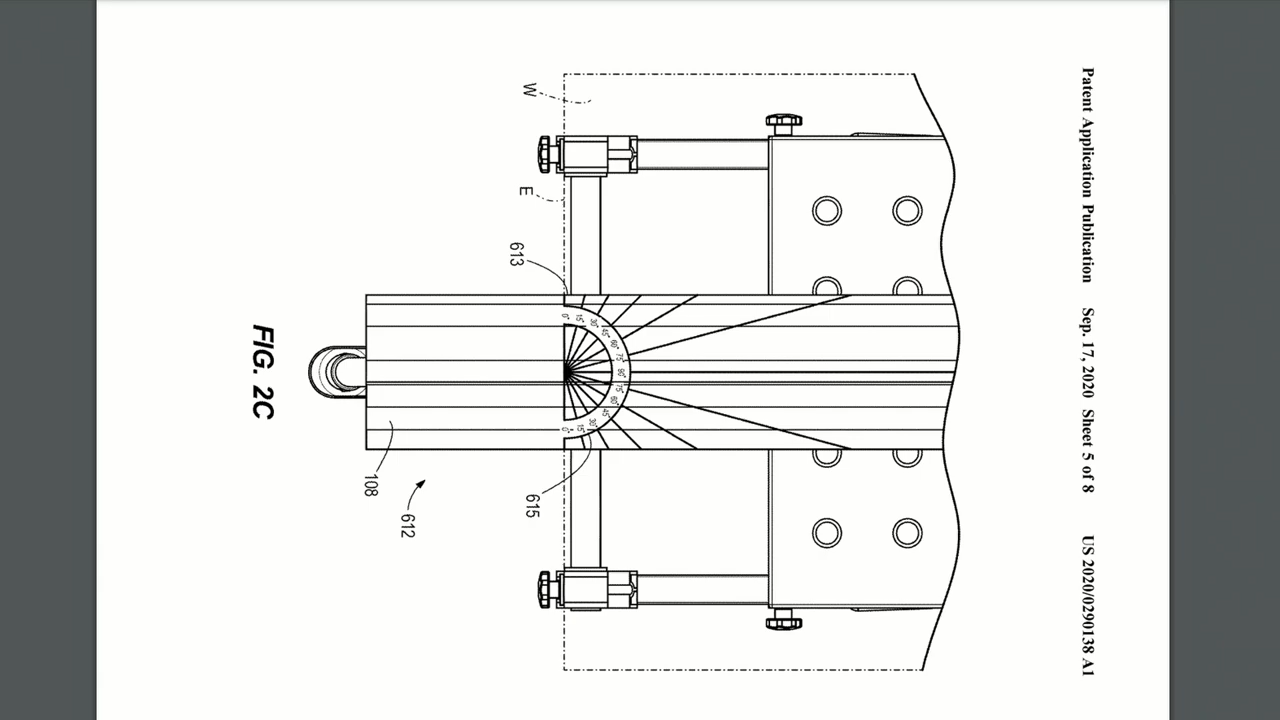 Patent Application Publication Sep. 17, 2020 Sheet 5 of 8 US 2020/0290138 A1
0° 15° 30° 45° 60° 75° 90° 75° 60° 45° 30° 15° 0°
W
E
613
615
612
108
FIG. 2C